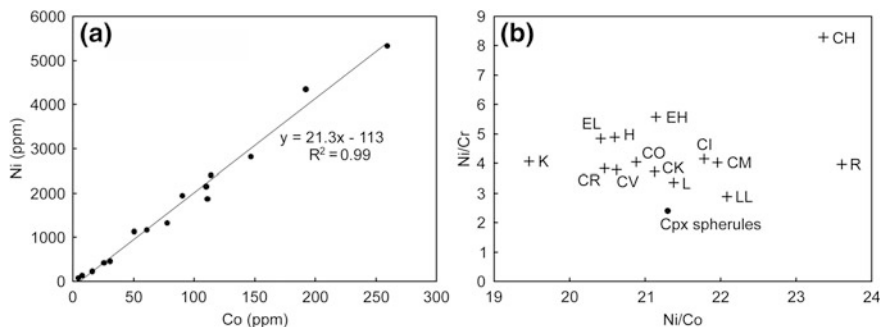 (a)
6000
5000
4000
3000
2000
1000
0
Ni (ppm)
y = 21.3x - 113
R² = 0.99
0 50 100 150 200 250 300
Co (ppm)
(b)
9
8
7
6
5
4
3
2
1
0
Ni/Cr
CH
EH
EL H
CI
K CO CM R
CK
CR CV L
LL
Cpx spherules
19 20 21 22 23 24
Ni/Co